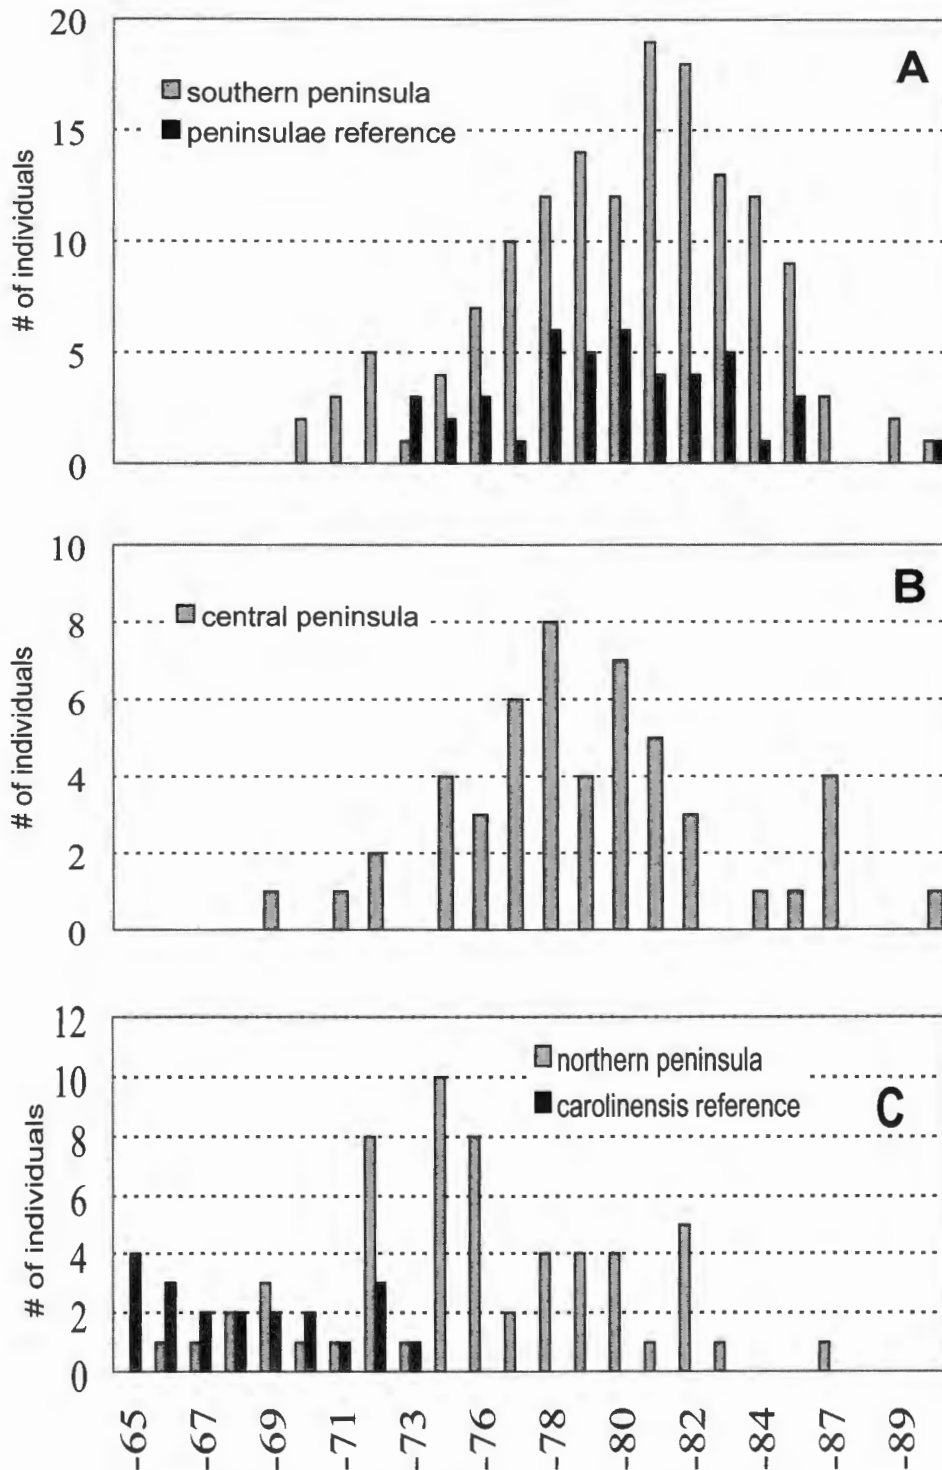 20
A
southern peninsula
peninsulae reference
15
10
5
0
# of individuals
10
B
central peninsula
8
6
4
2
0
# of individuals
12
northern peninsula
carolinensis reference
C
10
8
6
4
2
0
# of individuals
-65
-67
-69
-71
-73
-76
-78
-80
-82
-84
-87
-89